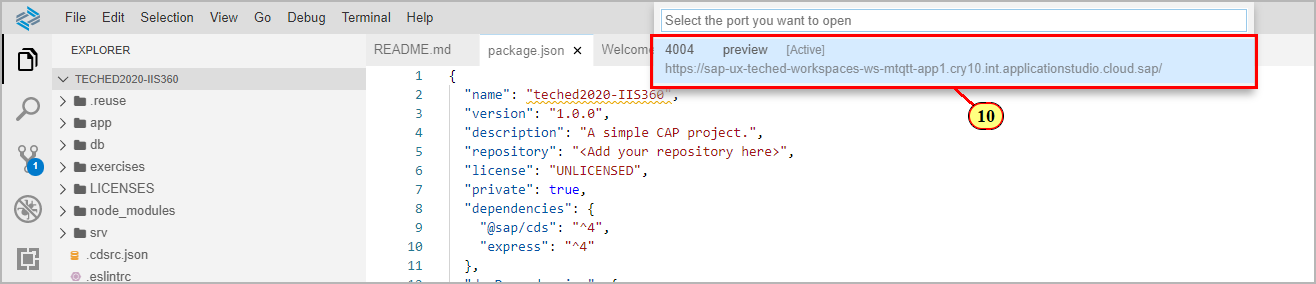 File Edit Selection View Go Debug Terminal Help
Select the port you want to open
4004 preview [Active]
https://sap-ux-teched-workspaces-ws-mtqtt-app1.cry10.int.applicationstudio.cloud.sap/
10
EXPLORER
TECHED2020-IIS360
.reuse
app
db
exercises
LICENSES
node_modules
srv
.cdsrc.json
.eslintrc
1
README.md package.json Welcome
1 {
2 "name": "teched2020-IIS360",
3 "version": "1.0.0",
4 "description": "A simple CAP project.",
5 "repository": "<Add your repository here>",
6 "license": "UNLICENSED",
7 "private": true,
8 "dependencies": {
9 "@sap/cds": "^4",
10 "express": "^4"
11 },